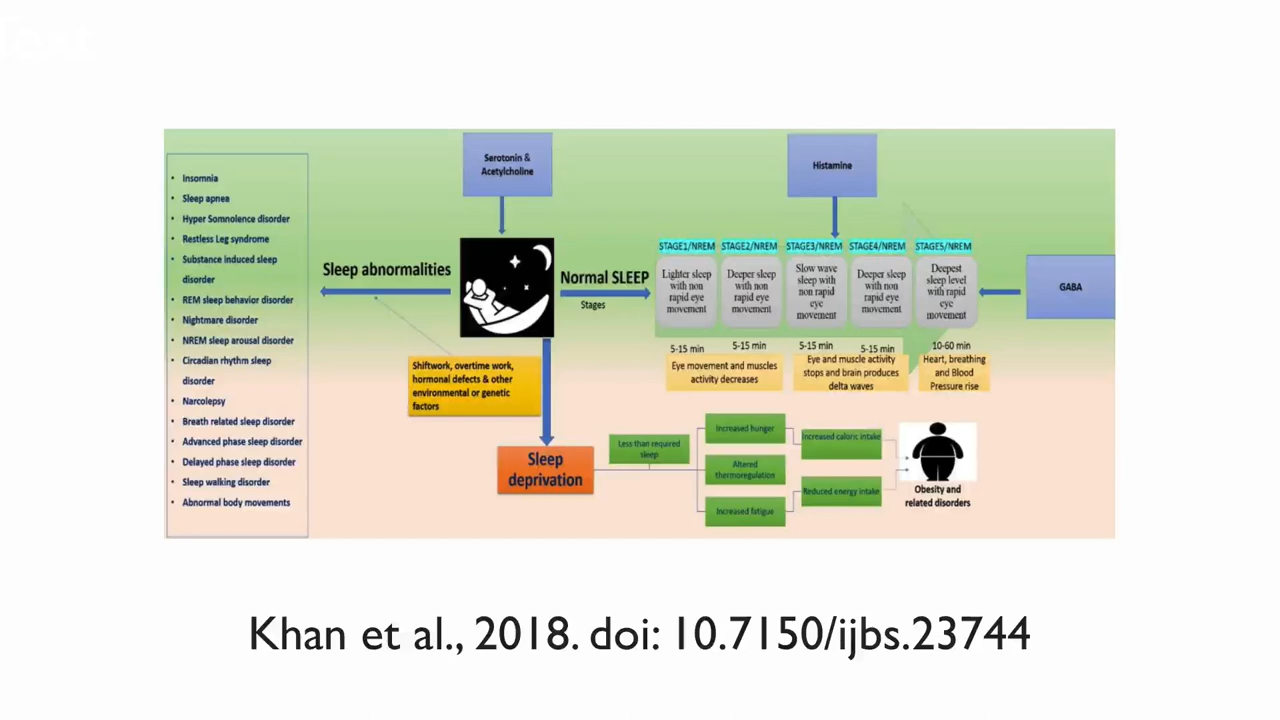 Insomnia
Sleep apnea
Hyper Somnolence disorder
Restless Leg syndrome
Substance induced sleep
disorder
REM sleep behavior disorder
Nightmare disorder
NREM sleep arousal disorder
Circadian rhythm sleep
disorder
Narcolepsy
Breath related sleep disorder
Advanced phase sleep disorder
Delayed phase sleep disorder
Sleep walking disorder
Abnormal body movements
Serotonin &
Acetylcholine
Histamine
Sleep abnormalities
Normal SLEEP
Stages
STAGE1/NREM
Lighter sleep
with non
rapid eye
movement
5-15 min
STAGE2/NREM
Deeper sleep
with non
rapid eye
movement
5-15 min
STAGE3/NREM
Slow wave
sleep with
non rapid
eye
movement
5-15 min
STAGE4/NREM
Deeper sleep
with non
rapid eye
movement
5-15 min
STAGE5/NREM
Deepest
sleep level
with rapid
eye
movement
10-60 min
GABA
Eye movement and muscles
activity decreases
Eye and muscle activity
stops and brain produces
delta waves
Heart, breathing
and Blood
Pressure rise
Shiftwork, overtime work,
hormonal defects & other
environmental or genetic
factors
Sleep
deprivation
Less than required
sleep
Increased hunger
Altered
thermoregulation
Increased fatigue
Increased caloric intake
Reduced energy intake
Obesity and
related disorders
Khan et al., 2018. doi: 10.7150/ijbs.23744